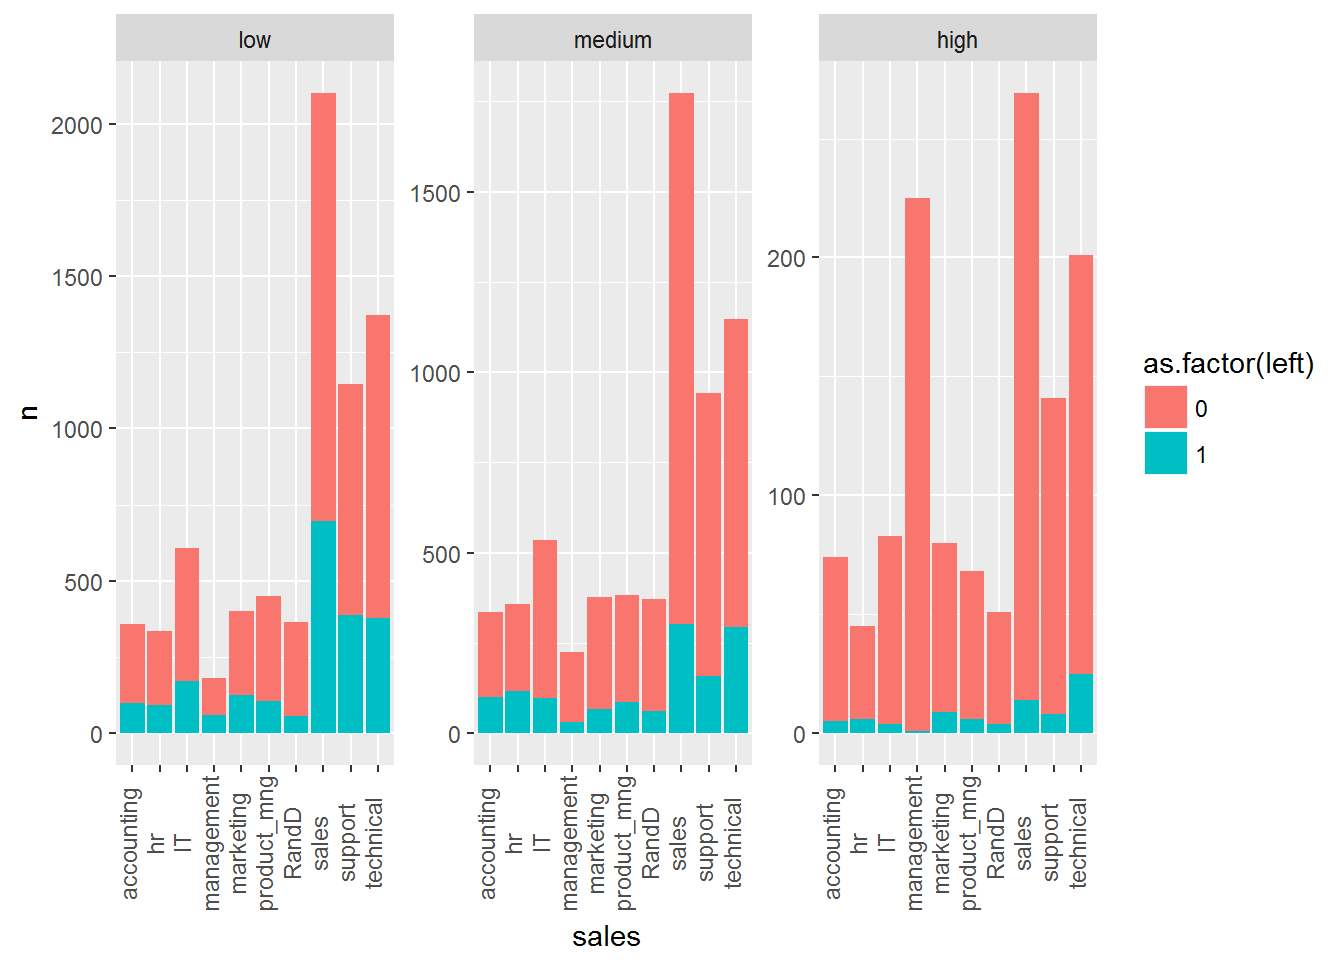 low
medium
high
2000
1500
1000
500
0
1500
1000
500
0
200
100
0
n
accounting
hr
IT
management
marketing
product_mng
RandD
sales
support
technical
accounting
hr
IT
management
marketing
product_mng
RandD
sales
support
technical
accounting
hr
IT
management
marketing
product_mng
RandD
sales
support
technical
sales
as.factor(left)
0
1